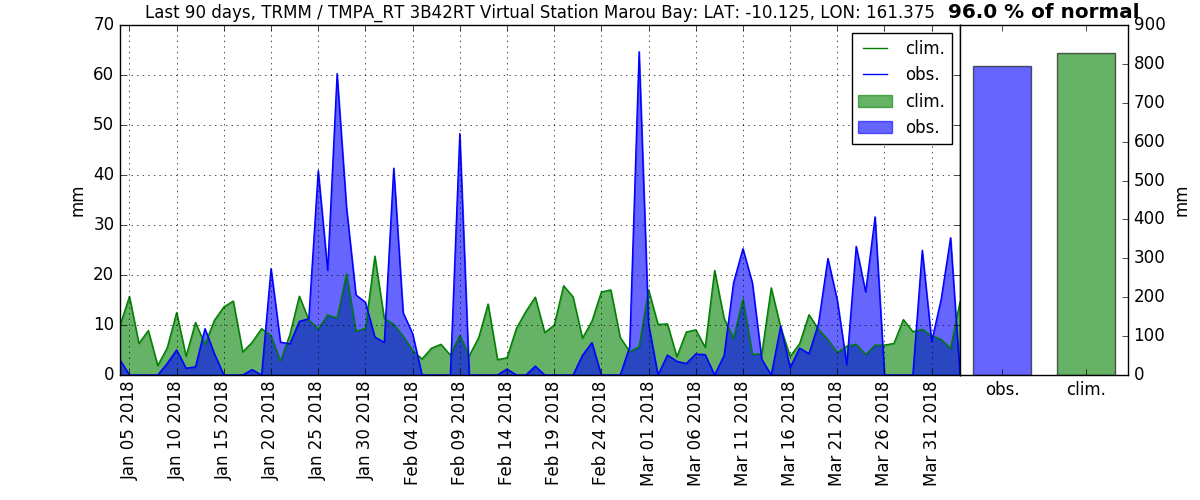 Last 90 days, TRMM / TMPA_RT 3B42RT Virtual Station Marou Bay: LAT: -10.125, LON: 161.375 96.0 % of normal
70
60
50
40
30
20
10
0
mm
clim.
obs.
clim.
obs.
900
800
700
600
500
400
300
200
100
0
mm
Jan 05 2018
Jan 10 2018
Jan 15 2018
Jan 20 2018
Jan 25 2018
Jan 30 2018
Feb 04 2018
Feb 09 2018
Feb 14 2018
Feb 19 2018
Feb 24 2018
Mar 01 2018
Mar 06 2018
Mar 11 2018
Mar 16 2018
Mar 21 2018
Mar 26 2018
Mar 31 2018
obs.
clim.